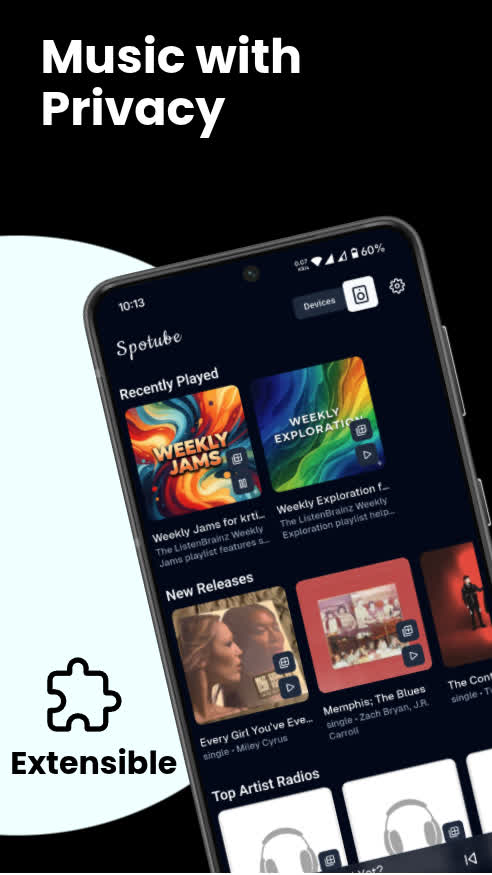 Music with
Privacy
10:13
0.07
KB/s
60%
Devices
Spotube
Recently Played
WEEKLY
JAMS
WEEKLY
EXPLORATION
Weekly Jams for krti...
The ListenBrainz Weekly
Jams playlist features s...
Weekly Exploration f...
The ListenBrainz Weekly
Exploration playlist help...
New Releases
Every Girl You've Eve...
single • Miley Cyrus
Memphis; The Blues
single • Zach Bryan, J.R.
Carroll
The Cont
single •
Extensible
Top Artist Radios
Yet?